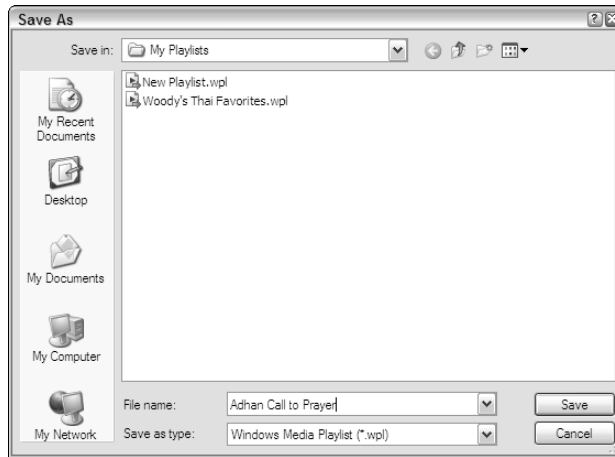 Save As
Save in: My Playlists
New Playlist.wpl
Woody's Thai Favorites.wpl
My Recent
Documents
Desktop
My Documents
My Computer
My Network
File name: Adhan Call to Prayer Save
Save as type: Windows Media Playlist (*.wpl) Cancel